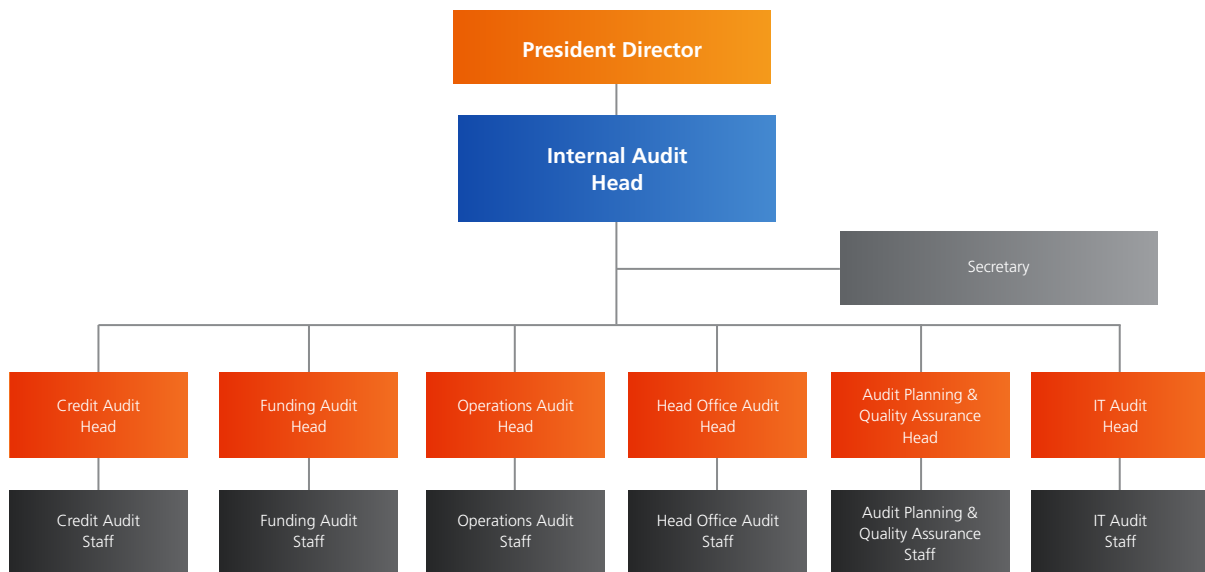 President Director
Internal Audit
Head
Secretary
Credit Audit
Head
Funding Audit
Head
Operations Audit
Head
Head Office Audit
Head
Audit Planning &
Quality Assurance
Head
IT Audit
Head
Credit Audit
Staff
Funding Audit
Staff
Operations Audit
Staff
Head Office Audit
Staff
Audit Planning &
Quality Assurance
Staff
IT Audit
Staff